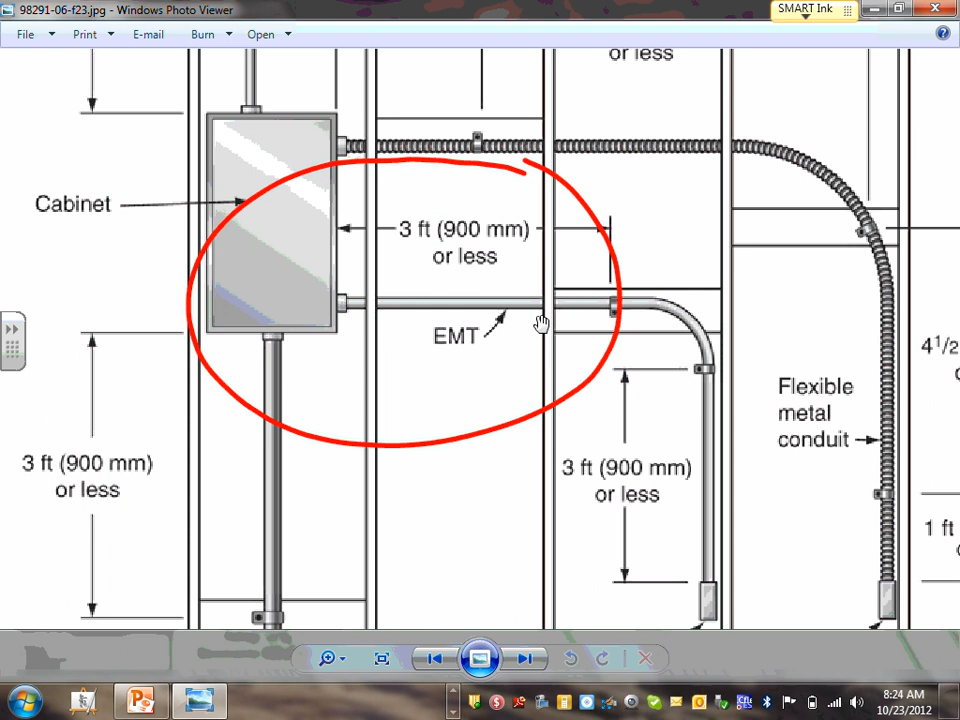 98291-06-f23.jpg - Windows Photo Viewer
SMART Ink
File Print E-mail Burn Open
or less
Cabinet
3 ft (900 mm)
or less
EMT
4 1/2
Flexible
metal
conduit
3 ft (900 mm)
or less
3 ft (900 mm)
or less
1 ft
8:24 AM
10/23/2012